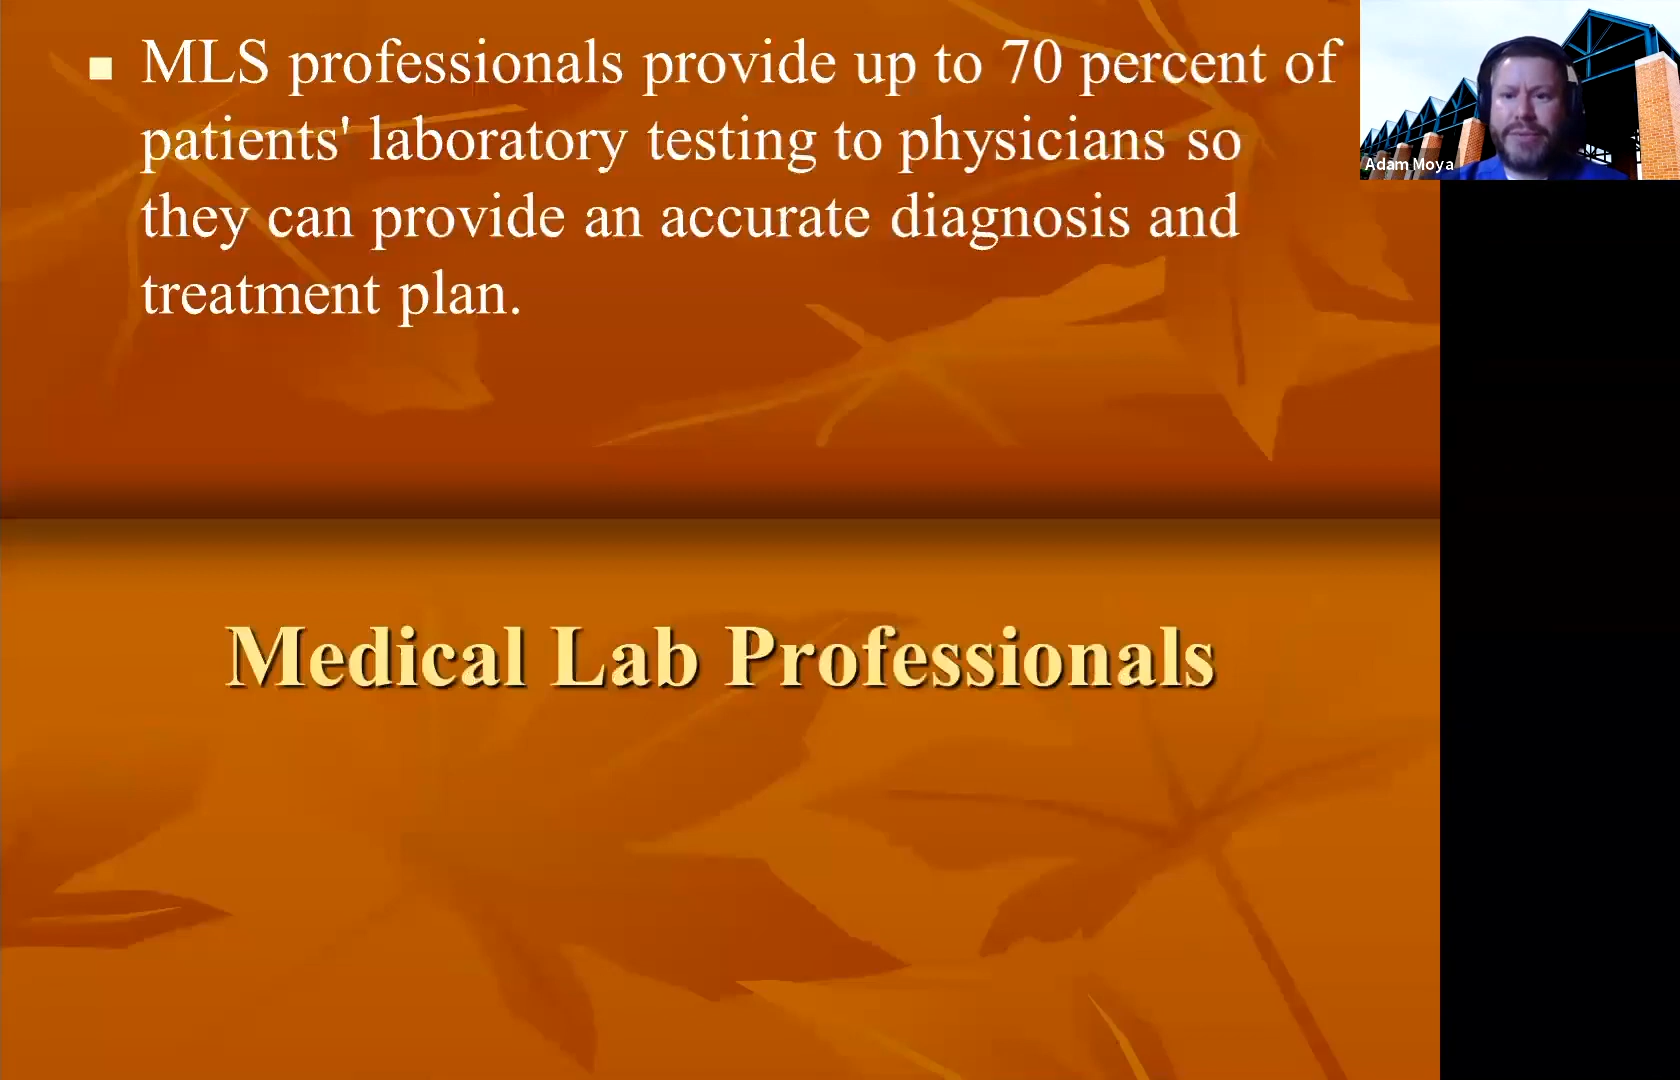 MLS professionals provide up to 70 percent of
patients' laboratory testing to physicians so
they can provide an accurate diagnosis and
treatment plan.
Adam Moya
Medical Lab Professionals